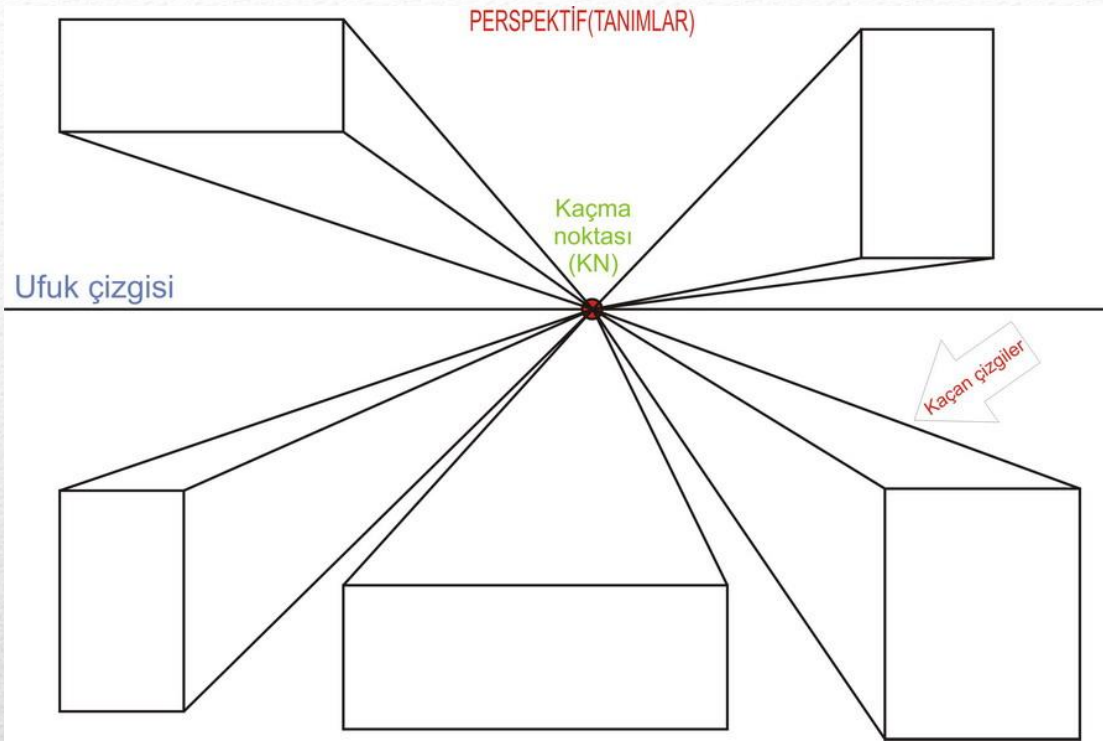 PERSPEKTİF(TANIMLAR)
Kaçma
noktası
(KN)
Ufuk çizgisi
Kaçan çizgiler